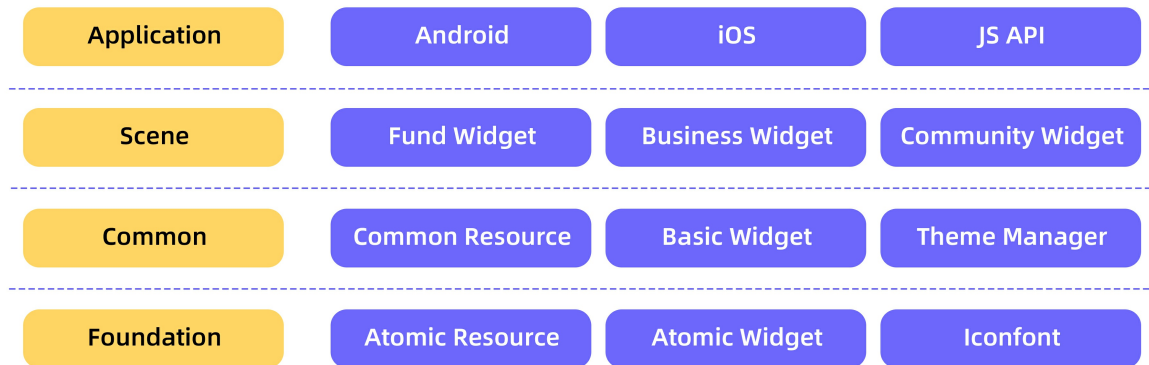 Application
Android
iOS
JS API
Scene
Fund Widget
Business Widget
Community Widget
Common
Common Resource
Basic Widget
Theme Manager
Foundation
Atomic Resource
Atomic Widget
Iconfont